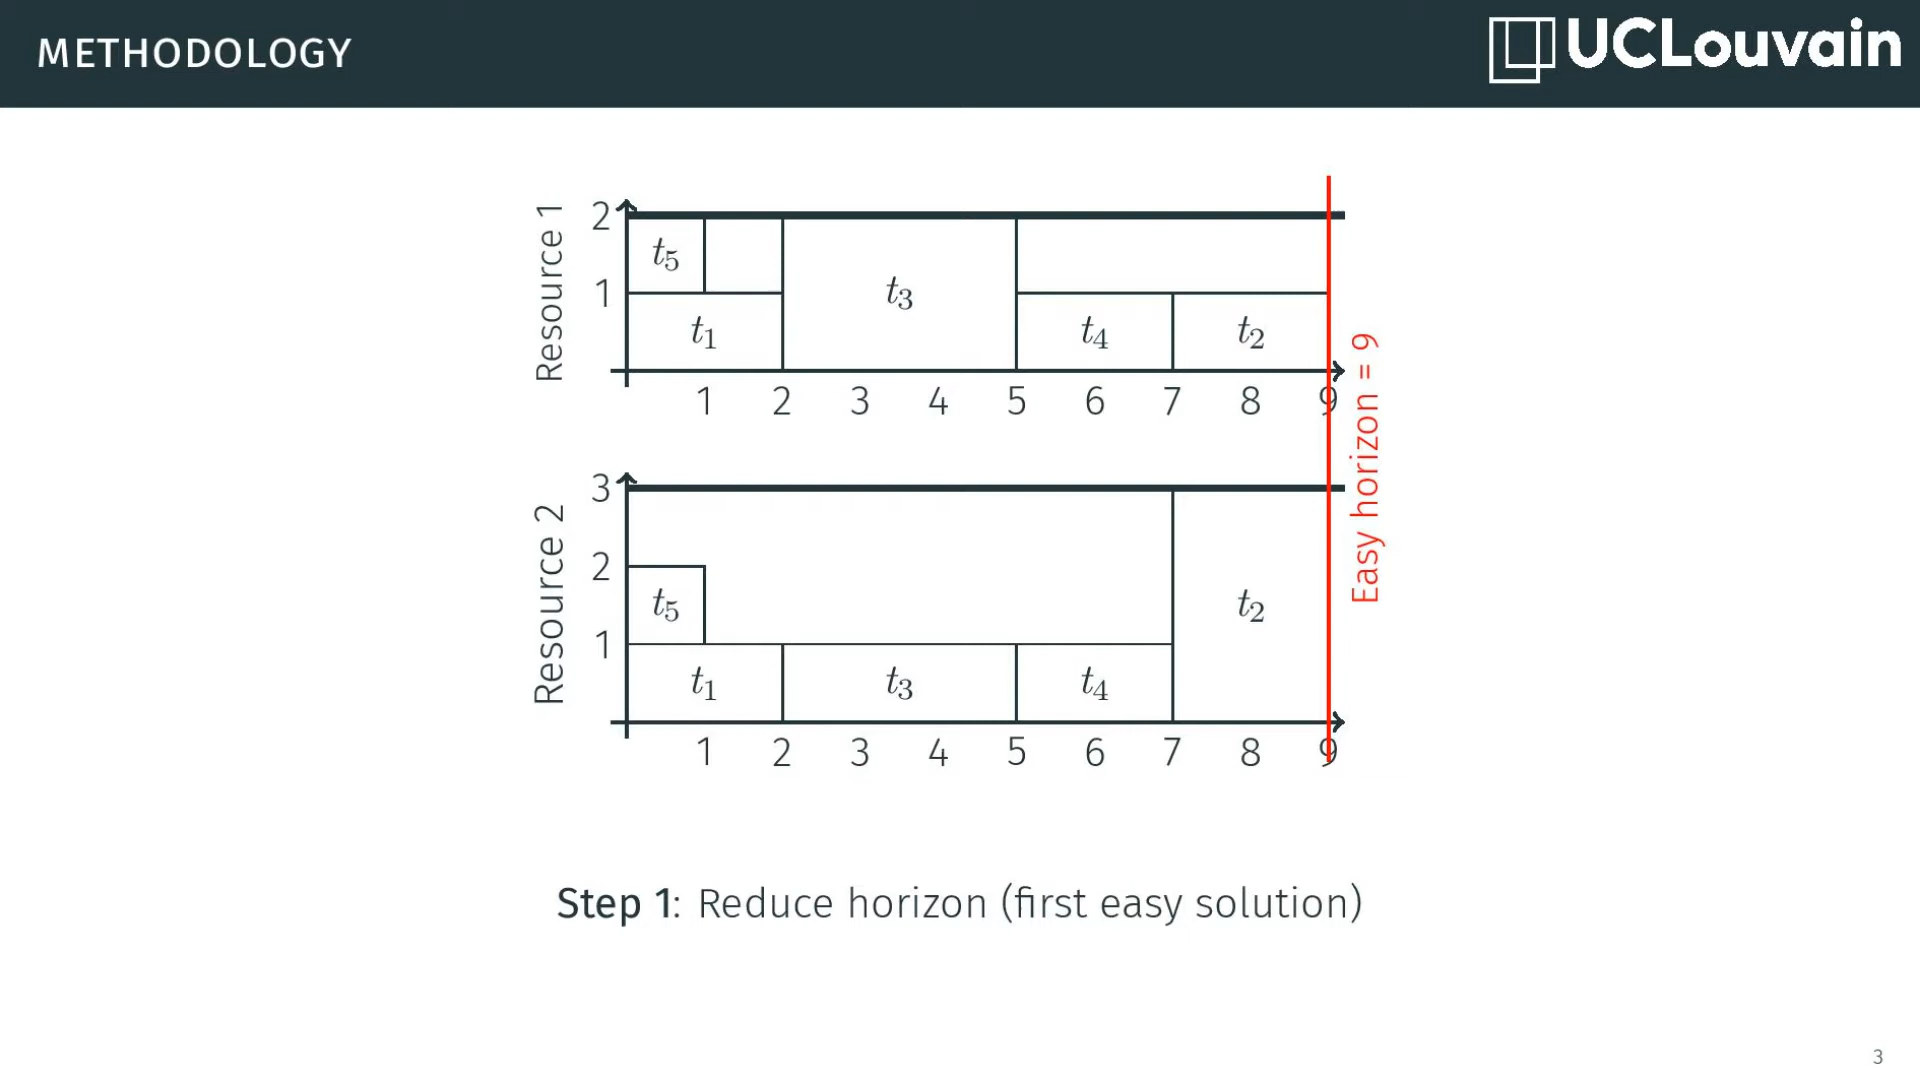 METHODOLOGY
UCLouvain
Resource 1
2
1
t5
t1
t3
t4
t2
1 2 3 4 5 6 7 8 9
Easy horizon = 9
Resource 2
3
2
1
t5
t1
t3
t4
t2
1 2 3 4 5 6 7 8 9
Step 1: Reduce horizon (first easy solution)
3